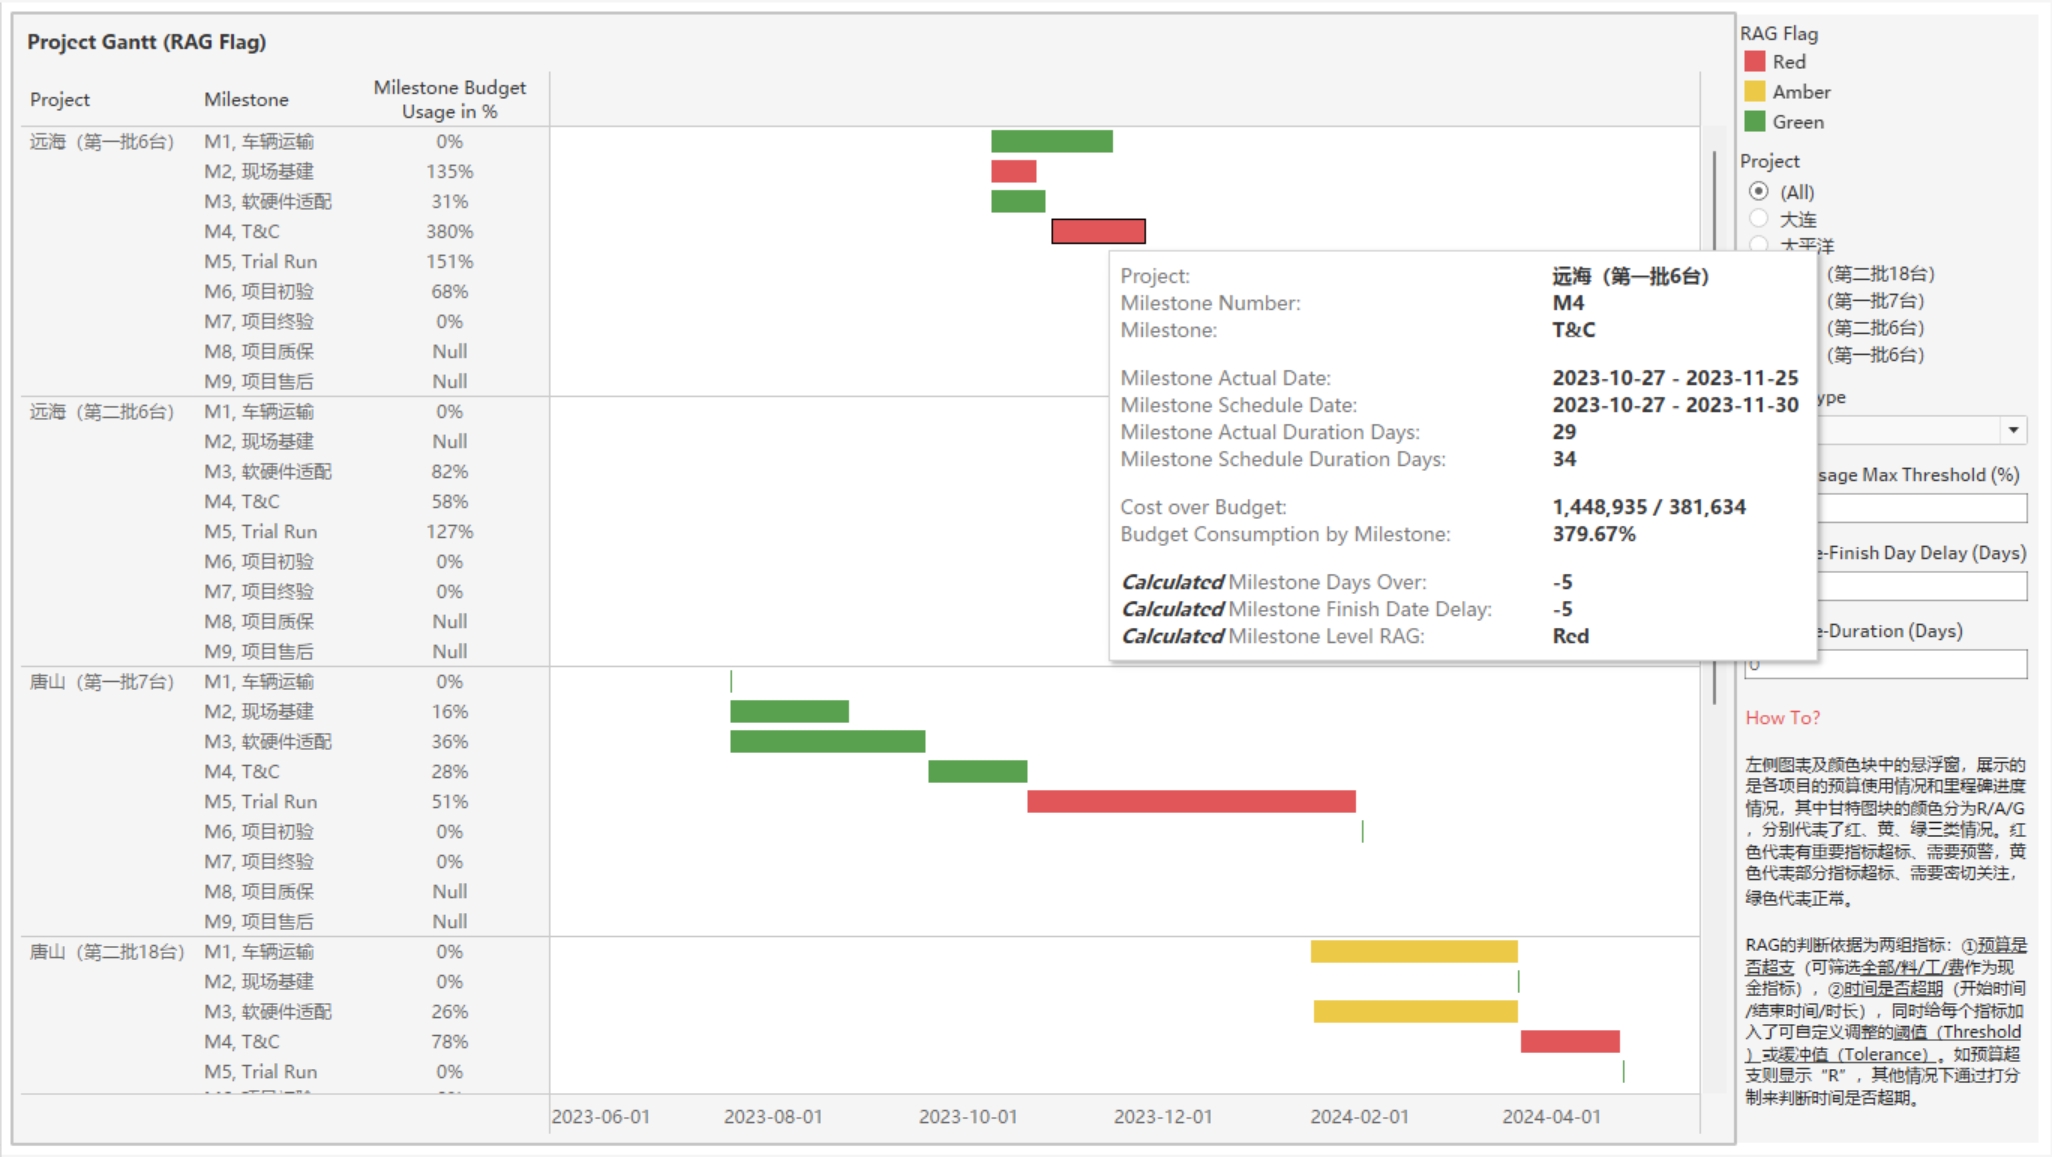 Project Gantt (RAG Flag)
Project Milestone Milestone Budget Usage in %
远海（第一批6台） M1, 车辆运输 0%
M2, 现场基建 135%
M3, 软硬件适配 31%
M4, T&C 380%
M5, Trial Run 151%
M6, 项目初验 68%
M7, 项目终验 0%
M8, 项目质保 Null
M9, 项目售后 Null
远海（第二批6台） M1, 车辆运输 0%
M2, 现场基建 Null
M3, 软硬件适配 82%
M4, T&C 58%
M5, Trial Run 127%
M6, 项目初验 0%
M7, 项目终验 0%
M8, 项目质保 Null
M9, 项目售后 Null
唐山（第一批7台） M1, 车辆运输 0%
M2, 现场基建 16%
M3, 软硬件适配 36%
M4, T&C 28%
M5, Trial Run 51%
M6, 项目初验 0%
M7, 项目终验 0%
M8, 项目质保 Null
M9, 项目售后 Null
唐山（第二批18台） M1, 车辆运输 0%
M2, 现场基建 0%
M3, 软硬件适配 26%
M4, T&C 78%
M5, Trial Run 0%
2023-06-01 2023-08-01 2023-10-01 2023-12-01 2024-02-01 2024-04-01
Project: 远海（第一批6台）
Milestone Number: M4
Milestone: T&C
Milestone Actual Date: 2023-10-27 - 2023-11-25
Milestone Schedule Date: 2023-10-27 - 2023-11-30
Milestone Actual Duration Days: 29
Milestone Schedule Duration Days: 34
Cost over Budget: 1,448,935 / 381,634
Budget Consumption by Milestone: 379.67%
Calculated Milestone Days Over: -5
Calculated Milestone Finish Date Delay: -5
Calculated Milestone Level RAG: Red
RAG Flag
Red
Amber
Green
Project
(All)
大连
太平洋
（第二批18台）
（第一批7台）
（第二批6台）
（第一批6台）
ype
sage Max Threshold (%)
e-Finish Day Delay (Days)
e-Duration (Days)
0
How To?
左侧图表及颜色块中的悬浮窗，展示的
是各项目的预算使用情况和里程碑进度
情况，其中甘特图块的颜色分为R/A/G
，分别代表了红、黄、绿三类情况。红
色代表有重要指标超标、需要预警，黄
色代表部分指标超标、需要密切关注，
绿色代表正常。
RAG的判断依据为两组指标：①预算是
否超支（可筛选全部/料/工/费作为现
金指标），②时间是否超期（开始时间
/结束时间/时长），同时给每个指标加
入了可自定义调整的阈值（Threshold
）或缓冲值（Tolerance）。如预算超
支则显示“R”，其他情况下通过打分
制来判断时间是否超期。